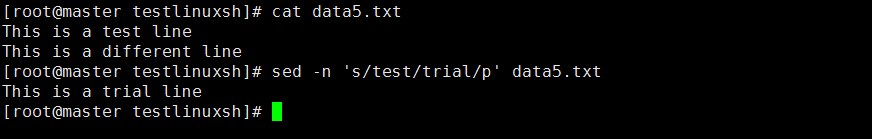 [root@master testlinuxsh]# cat data5.txt
This is a test line
This is a different line
[root@master testlinuxsh]# sed -n 's/test/trial/p' data5.txt
This is a trial line
[root@master testlinuxsh]#